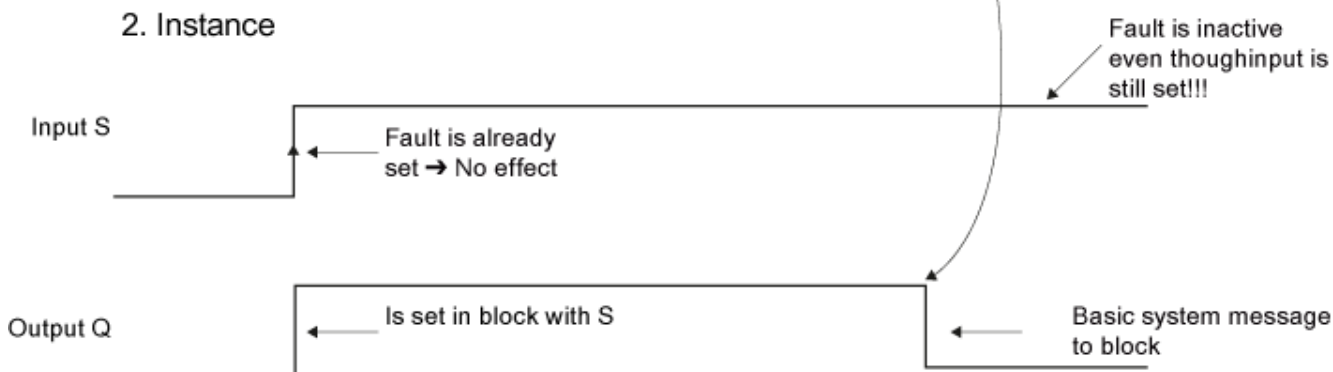 2. Instance
Fault is inactive
even thoughinput is
still set!!!
Input S
Fault is already
set ➔ No effect
Output Q
Is set in block with S
Basic system message
to block